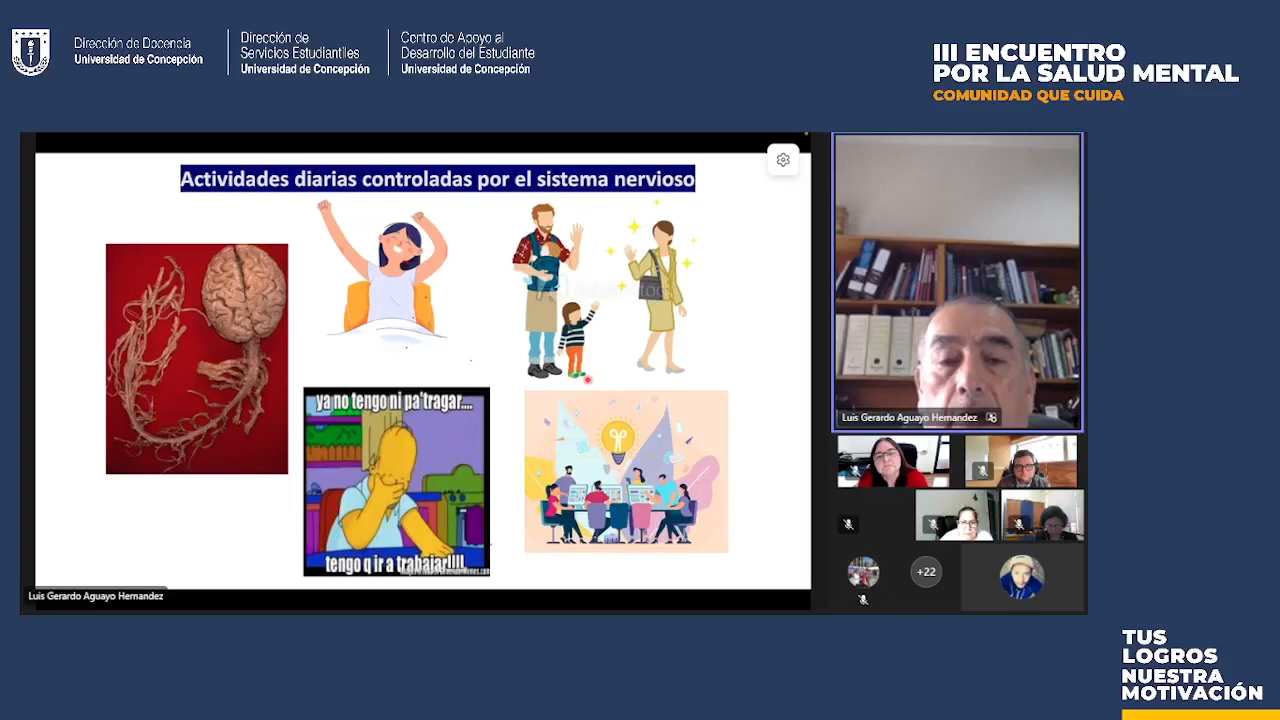 Dirección de Docencia
Universidad de Concepción
Dirección de
Servicios Estudiantiles
Universidad de Concepción
Centro de Apoyo al
Desarrollo del Estudiante
Universidad de Concepción
III ENCUENTRO
POR LA SALUD MENTAL
COMUNIDAD QUE CUIDA
Actividades diarias controladas por el sistema nervioso
ya no tengo ni pa'tragar....
tengo q ir a trabajar!!!!
Luis Gerardo Aguayo Hernandez
Luis Gerardo Aguayo Hernandez
+22
TUS
LOGROS
NUESTRA
MOTIVACIÓN